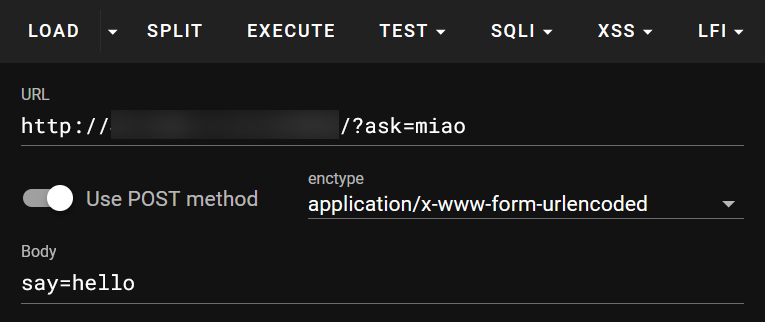 LOAD SPLIT EXECUTE TEST SQLI XSS LFI
URL
http:// /?ask=miao
enctype
Use POST method application/x-www-form-urlencoded
Body
say=hello